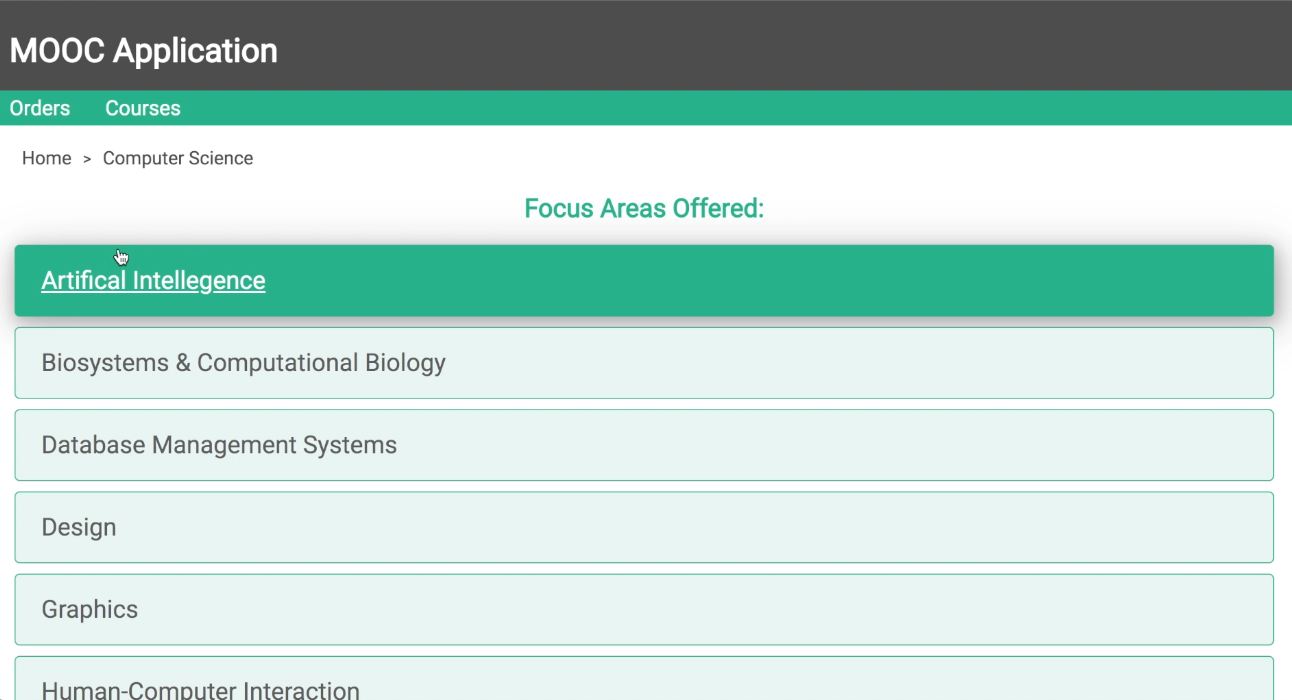 MOOC Application
Orders Courses
Home > Computer Science
Focus Areas Offered:
Artifical Intellegence
Biosystems & Computational Biology
Database Management Systems
Design
Graphics
Human-Computer Interaction